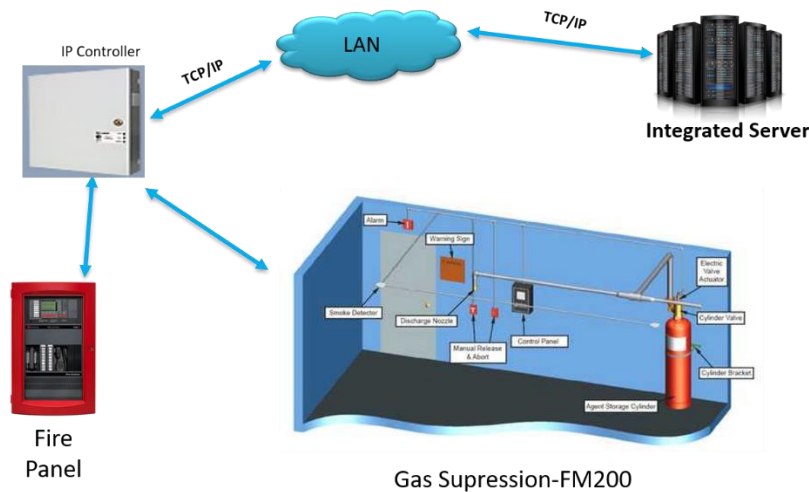 TCP/IP
LAN
IP Controller
TCP/IP
Integrated Server
Alarm
Warning Sign
Electric
Valve
Actuator
Smoke Detector
Discharge Nozzle
Cylinder Valve
Control Panel
Manual Release
& Abort
Cylinder Bracket
Agent Storage Cylinder
Fire
Panel
Gas Supression-FM200